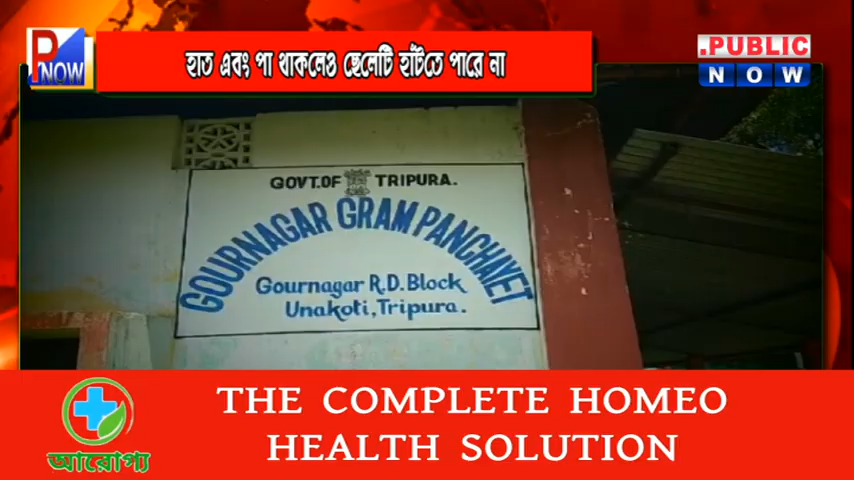 P
NOW
হাত এবং পা থাকলেও ছেলেটি হাঁটতে পারে না
.PUBLIC
NOW
GOVT.OF TRIPURA.
GOURNAGAR GRAM PANCHAYET
Gournagar R.D.Block
Unakoti, Tripura.
আরোগ্য
THE COMPLETE HOMEO
HEALTH SOLUTION